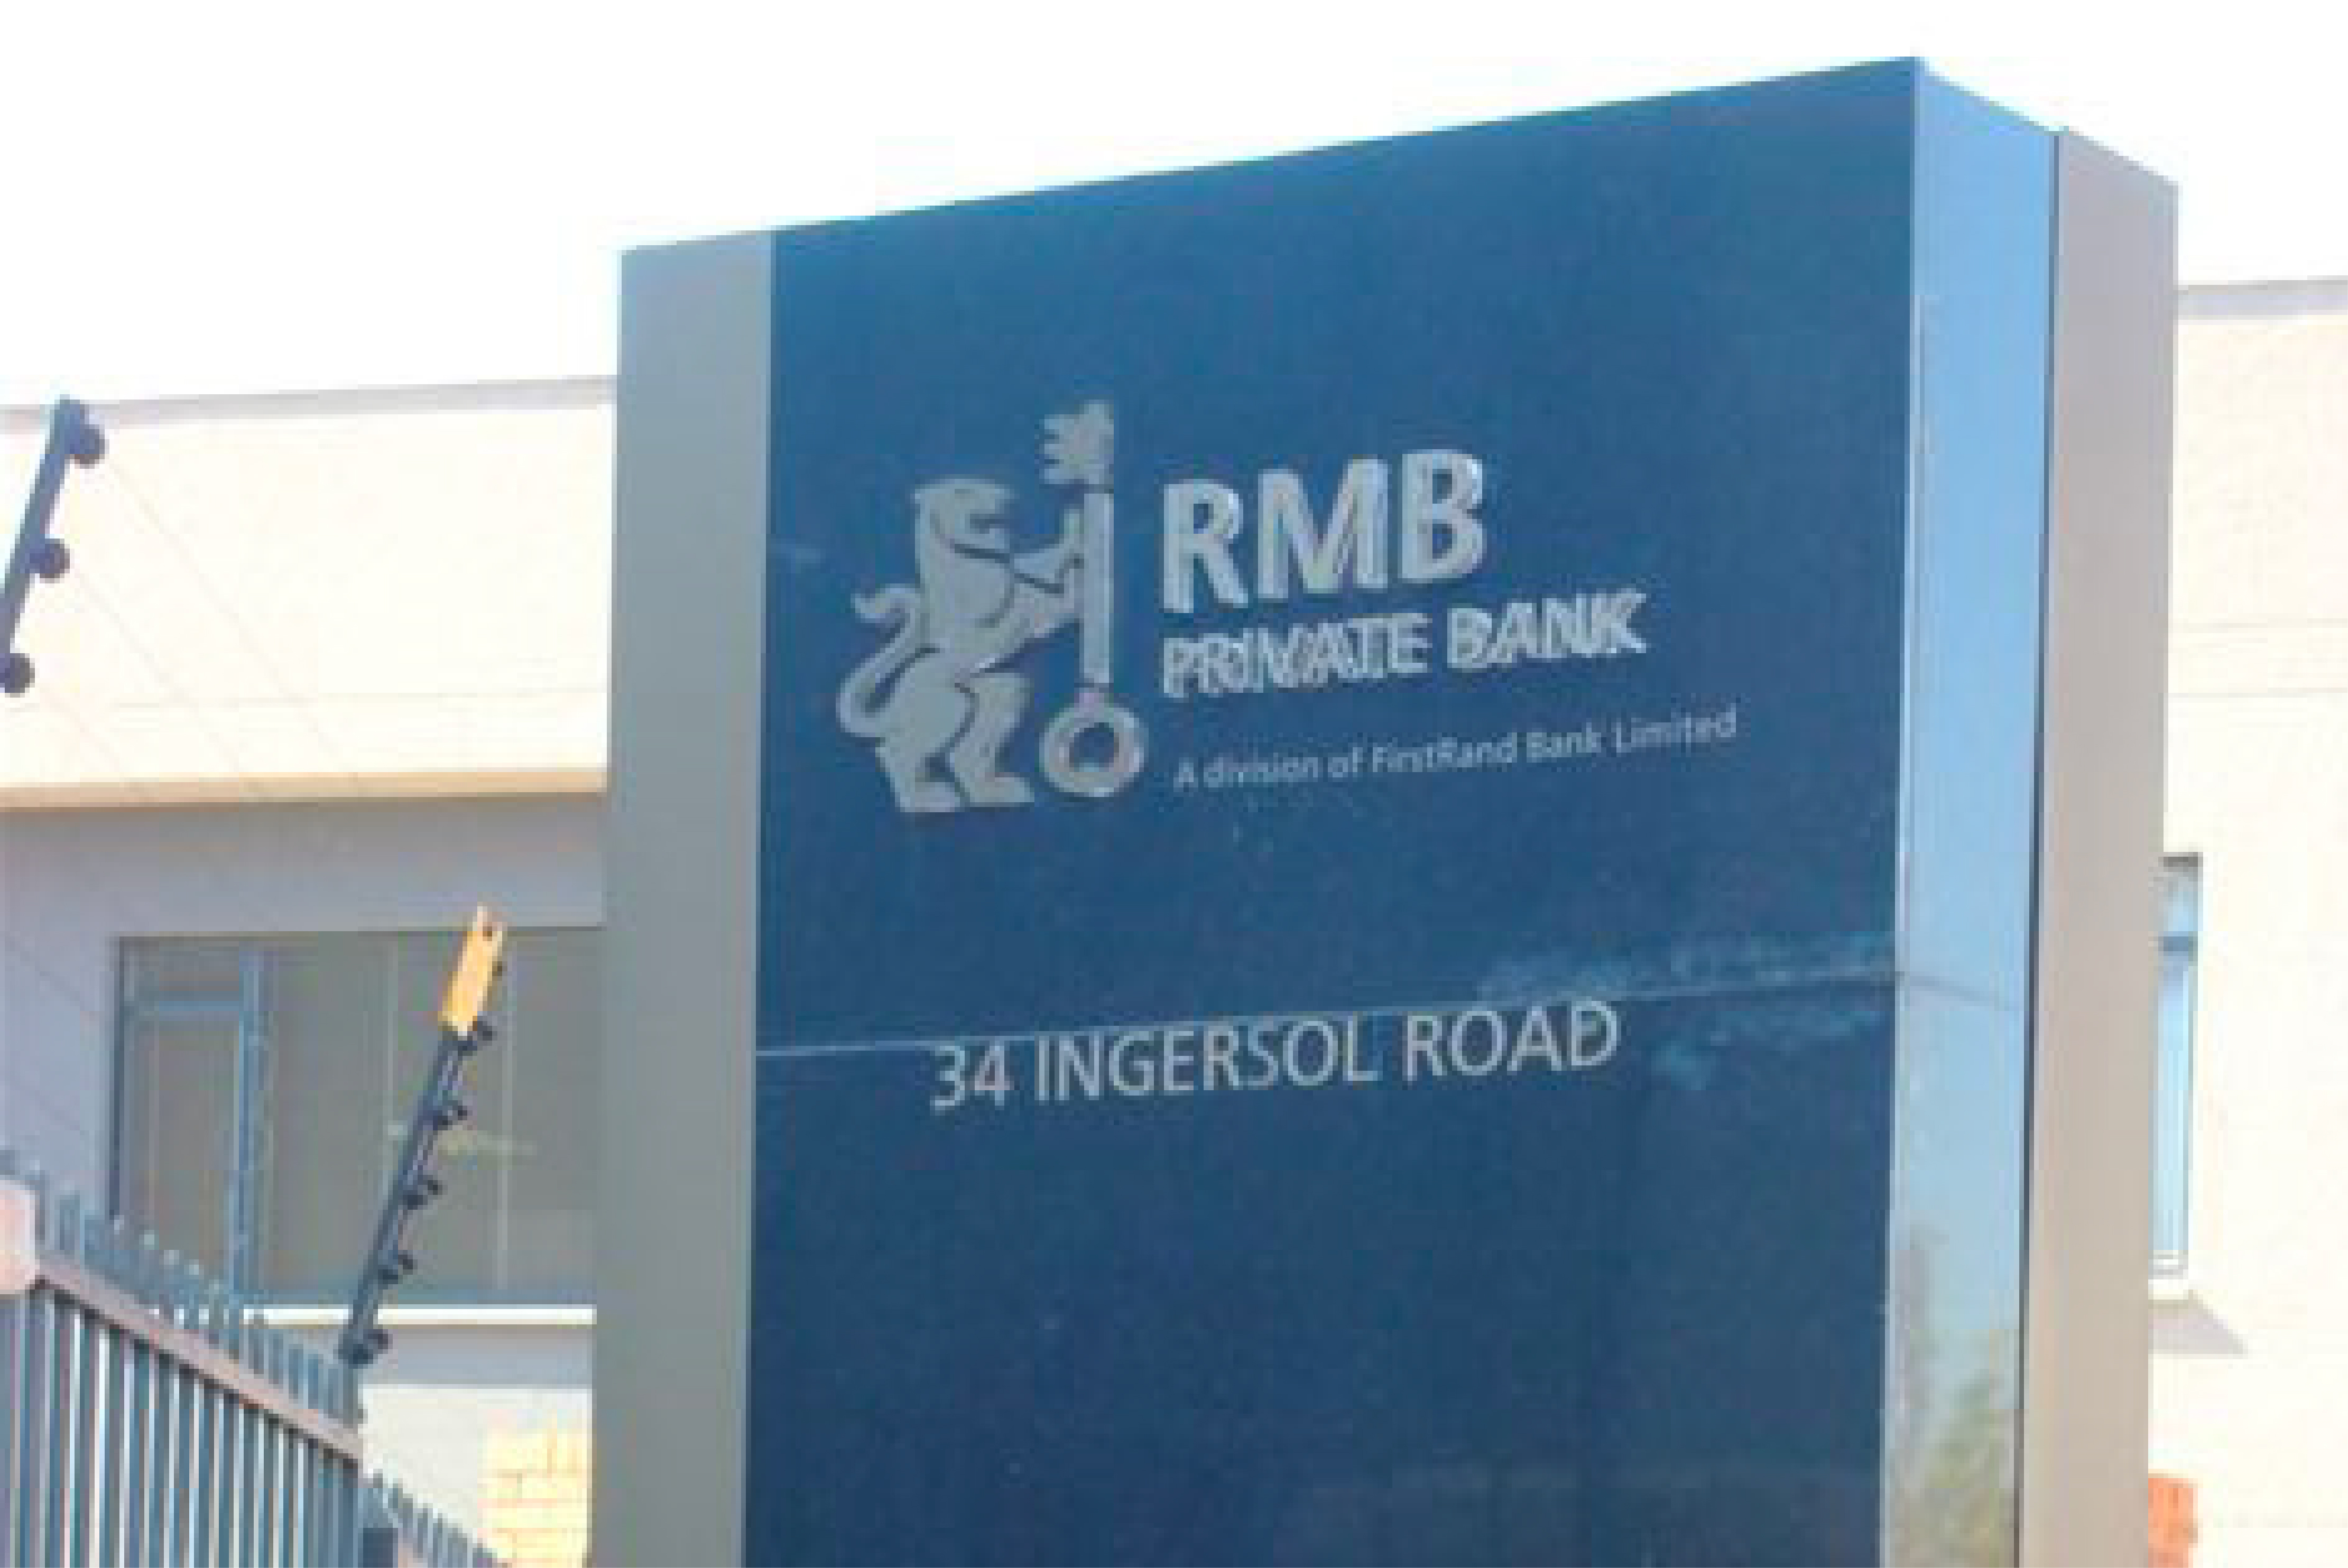 RMB
PRIVATE BANK
A division of FirstRand Bank Limited
34 INGERSOL ROAD